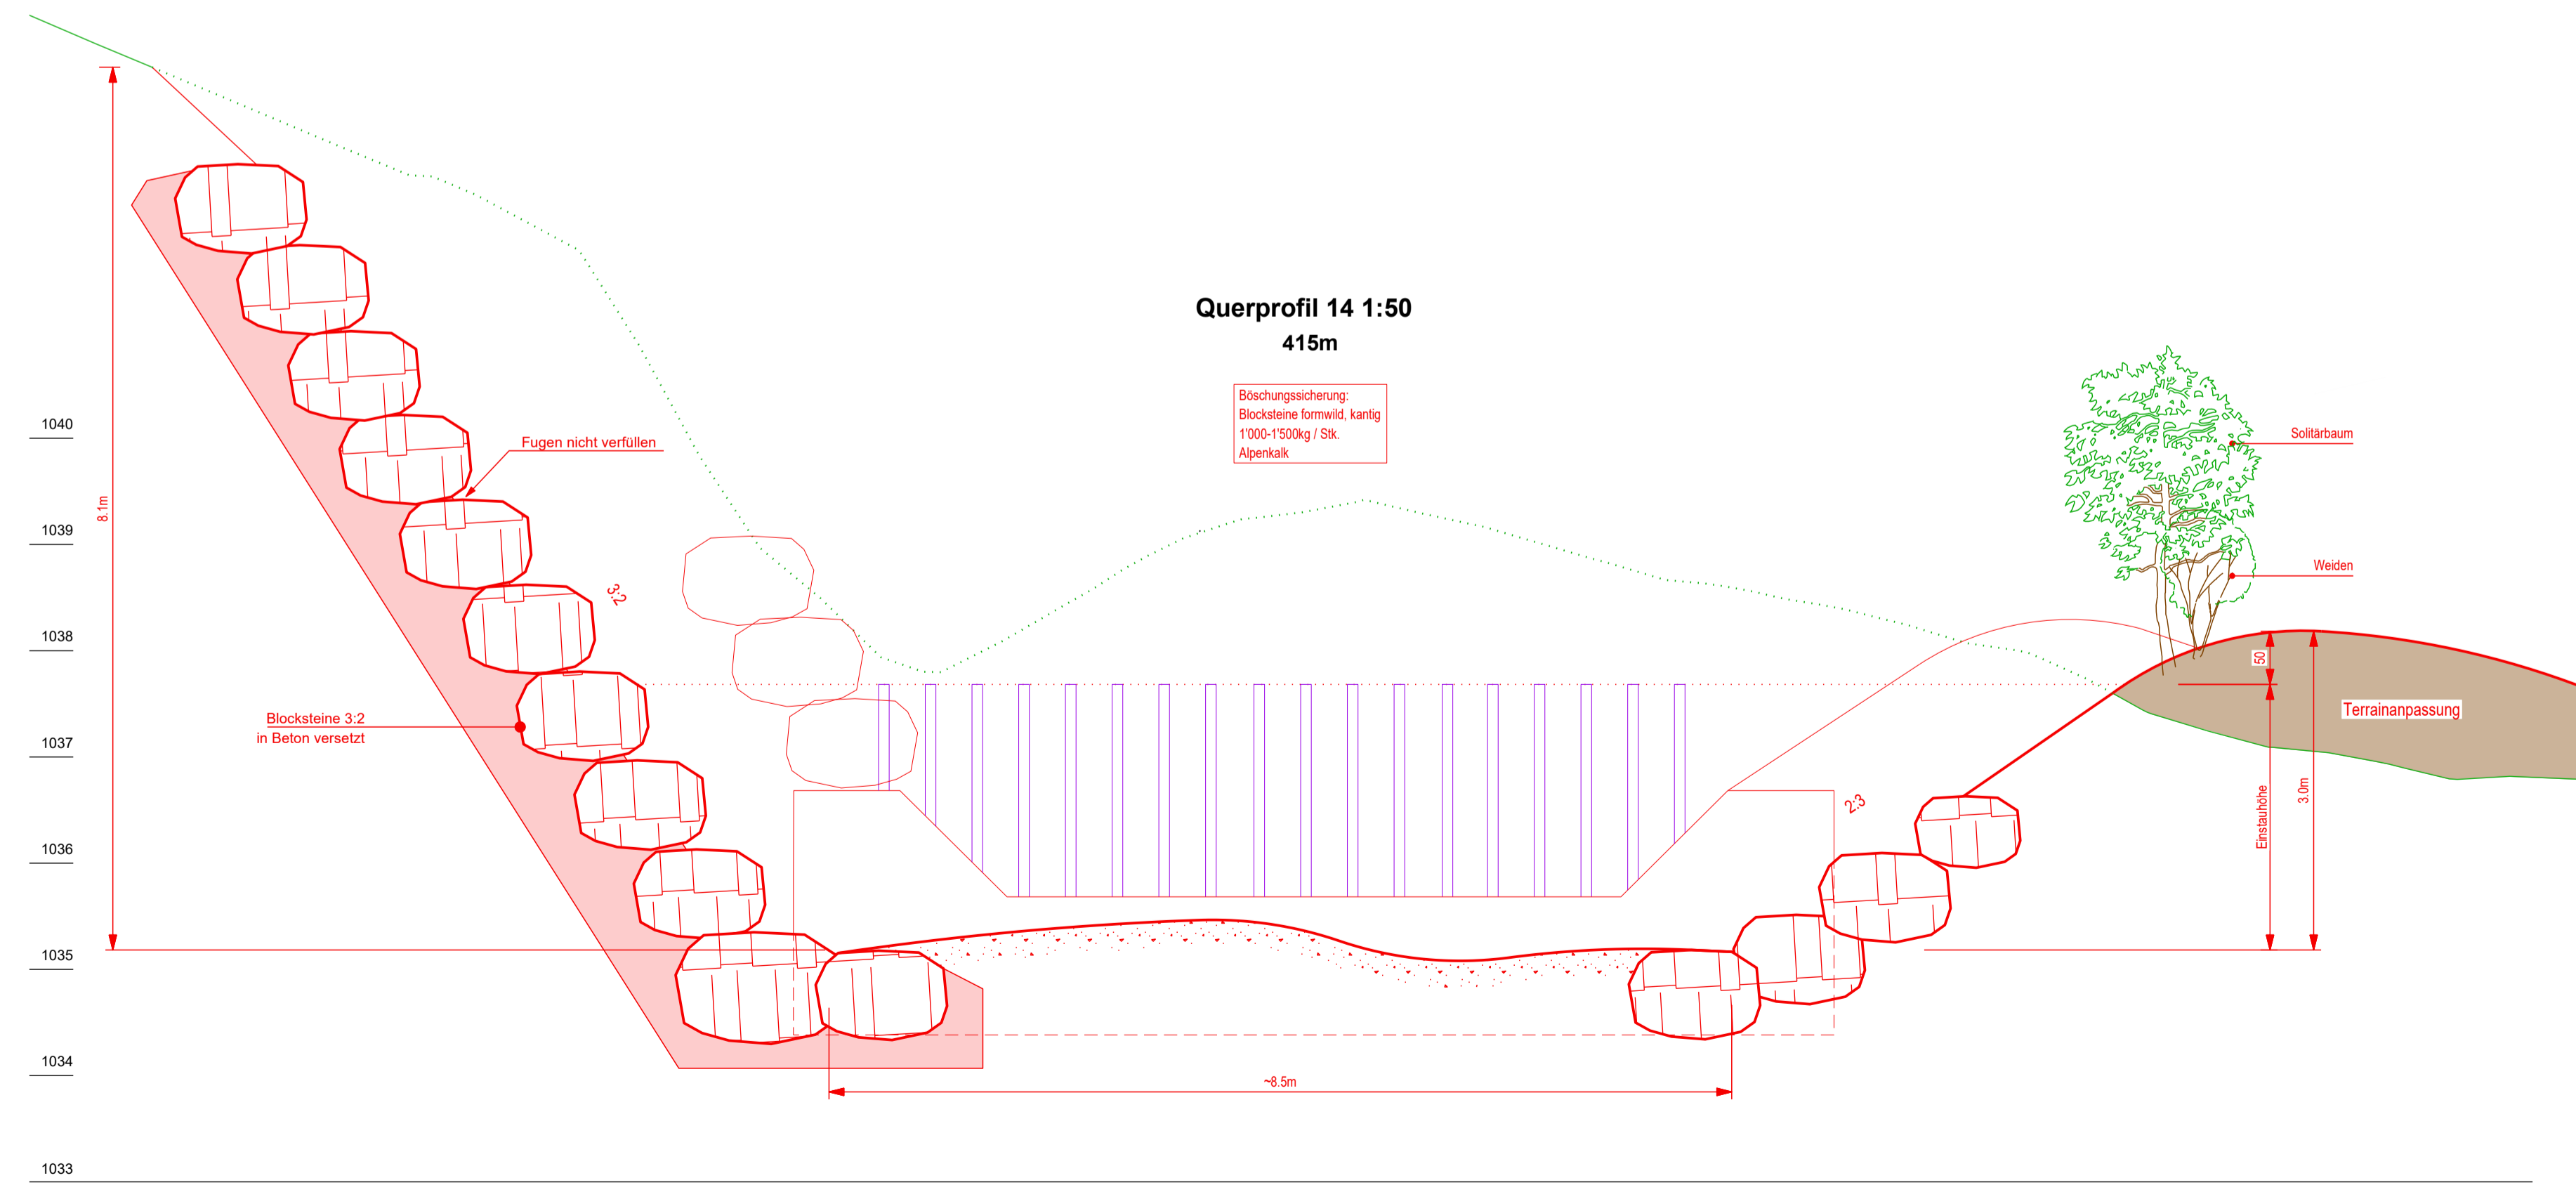 Querprofil 14 1:50
415m
Böschungssicherung:
Blocksteine formwild, kantig
1'000-1'500kg / Stk.
Alpenkalk
1040
1039
1038
1037
1036
1035
1034
1033
8.1m
Fugen nicht verfüllen
3:2
Blocksteine 3:2
in Beton versetzt
~8.5m
2:3
Solitärbaum
Weiden
50
Terrainanpassung
Einstauhöhe
3.0m